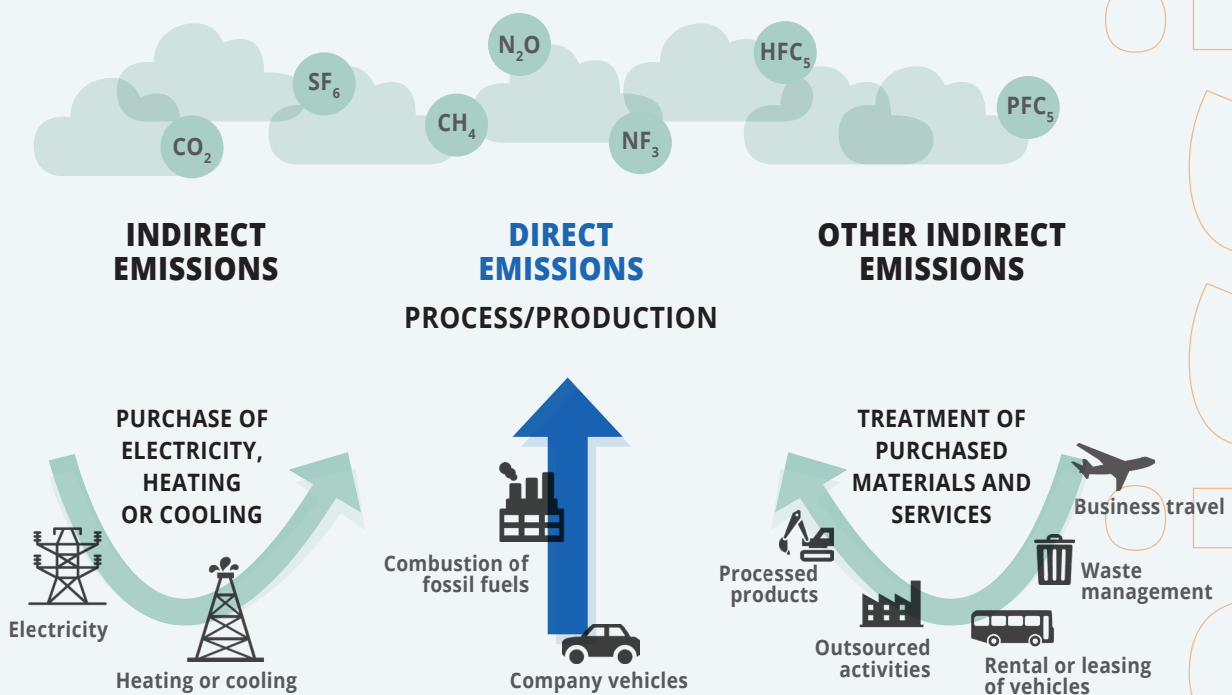 CO₂
SF₆
CH₄
N₂O
NF₃
HFC₅
PFC₅
INDIRECT
EMISSIONS
DIRECT
EMISSIONS
PROCESS/PRODUCTION
OTHER INDIRECT
EMISSIONS
PURCHASE OF
ELECTRICITY,
HEATING
OR COOLING
Electricity
Heating or cooling
Combustion of
fossil fuels
Company vehicles
TREATMENT OF
PURCHASED
MATERIALS AND
SERVICES
Processed
products
Outsourced
activities
Rental or leasing
of vehicles
Waste
management
Business travel